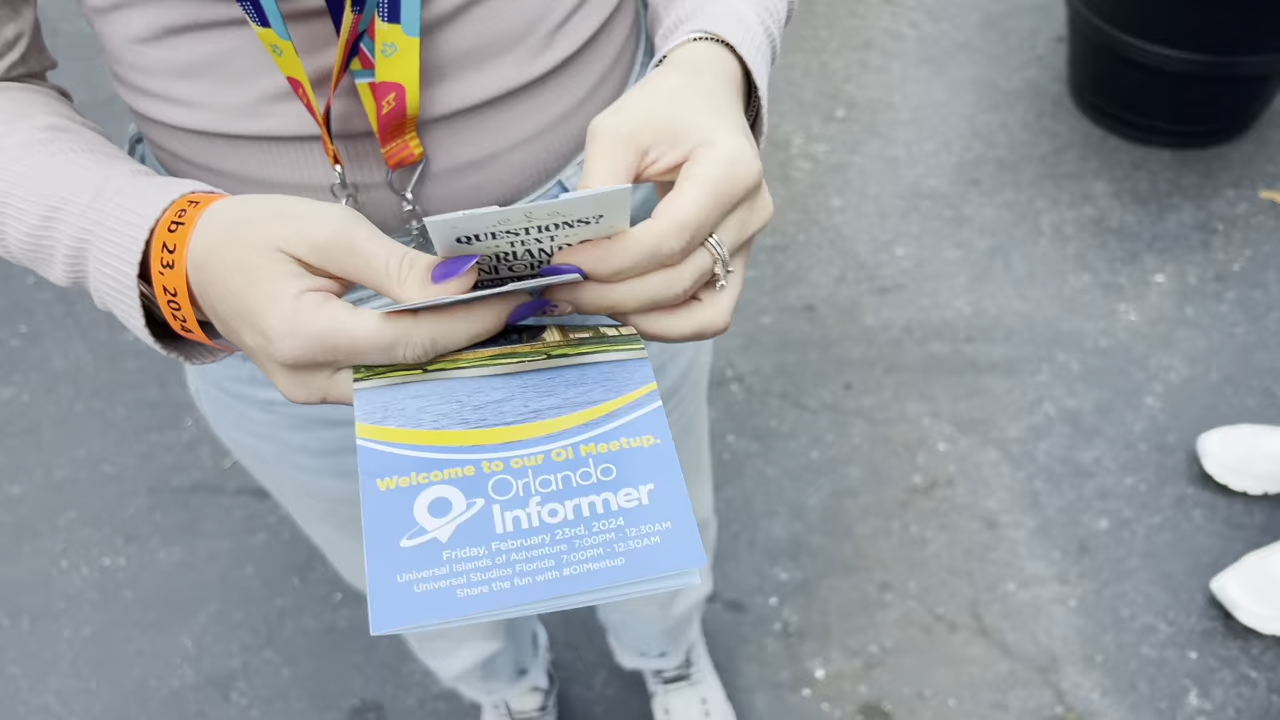 Feb 23, 2024
QUESTIONS?
TEXT
Welcome to our OI Meetup.
Orlando
Informer
Friday, February 23rd, 2024
Universal Islands of Adventure 7:00PM - 12:30AM
Universal Studios Florida 7:00PM - 12:30AM
Share the fun with #OIMeetup